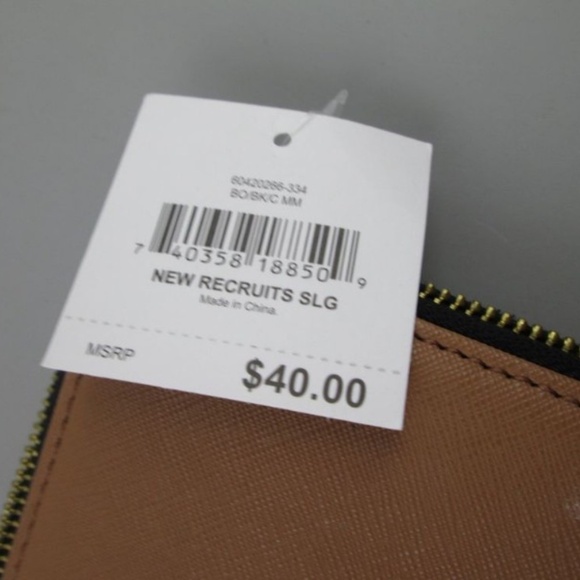 60420266-334
BO/BK/C MM
7 40358 18850 9
NEW RECRUITS SLG
Made in China.
MSRP
$40.00